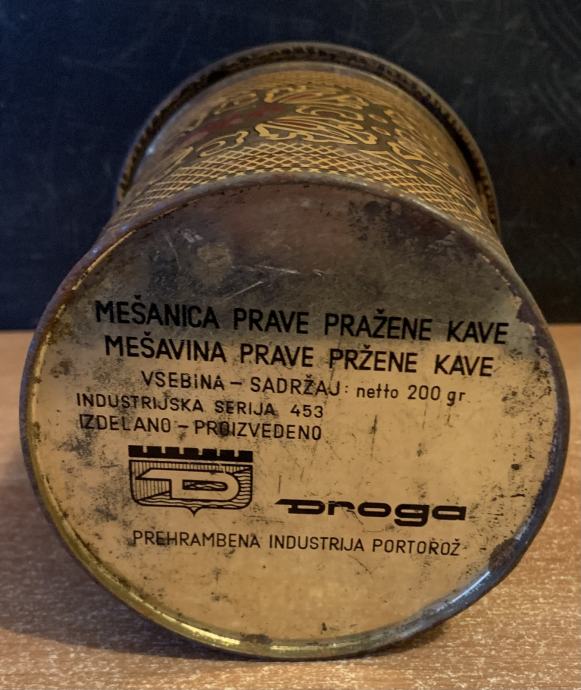 MEŠANICA PRAVE PRAŽENE KAVE
MEŠAVINA PRAVE PRŽENE KAVE
VSEBINA – SADRŽAJ: netto 200 gr
INDUSTRIJSKA SERIJA 453
IZDELANO – PROIZVEDENO
D
Droga
PREHRAMBENA INDUSTRIJA PORTOROŽ